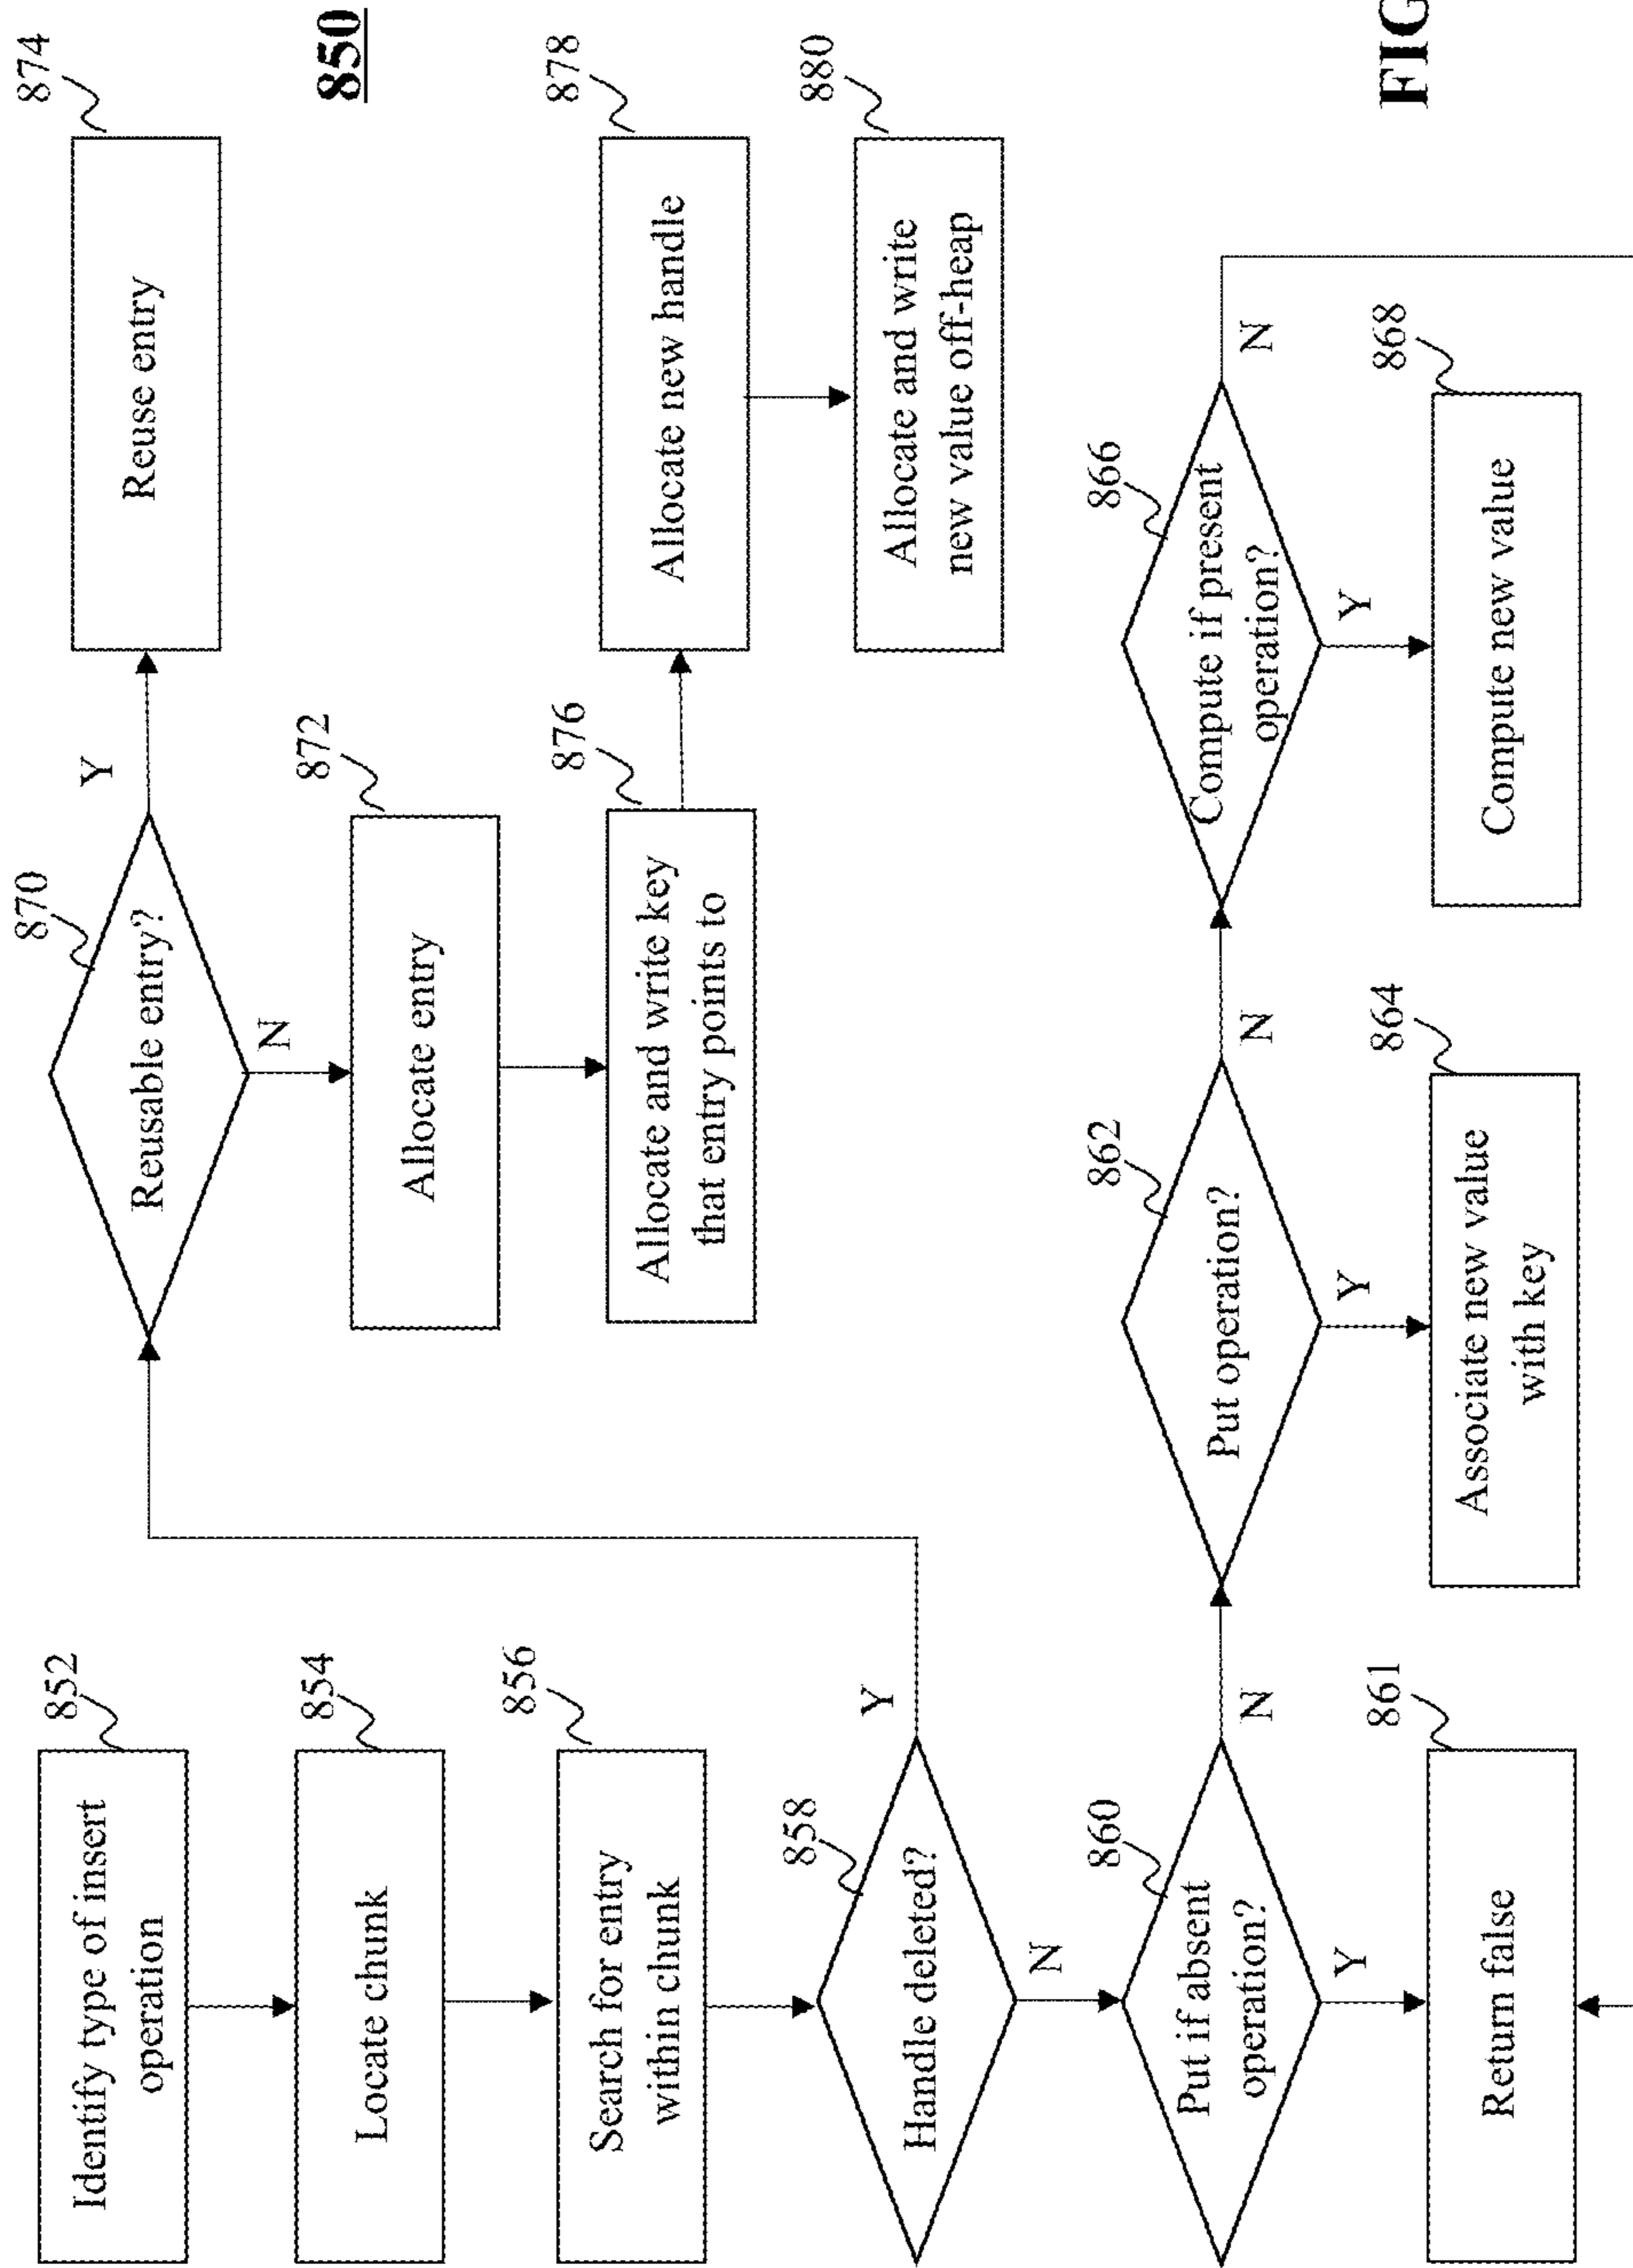 850
852
Identify type of insert
operation
854
Locate chunk
856
Search for entry
within chunk
858
Handle deleted?
Y
N
860
Put if absent
operation?
N
Y
861
Return false
862
Put operation?
N
Y
864
Associate new value
with key
866
Compute if present
operation?
N
Y
868
Compute new value
870
Reusable entry?
Y
N
872
Allocate entry
874
Reuse entry
876
Allocate and write key
that entry points to
878
Allocate new handle
880
Allocate and write
new value off-heap
FIG